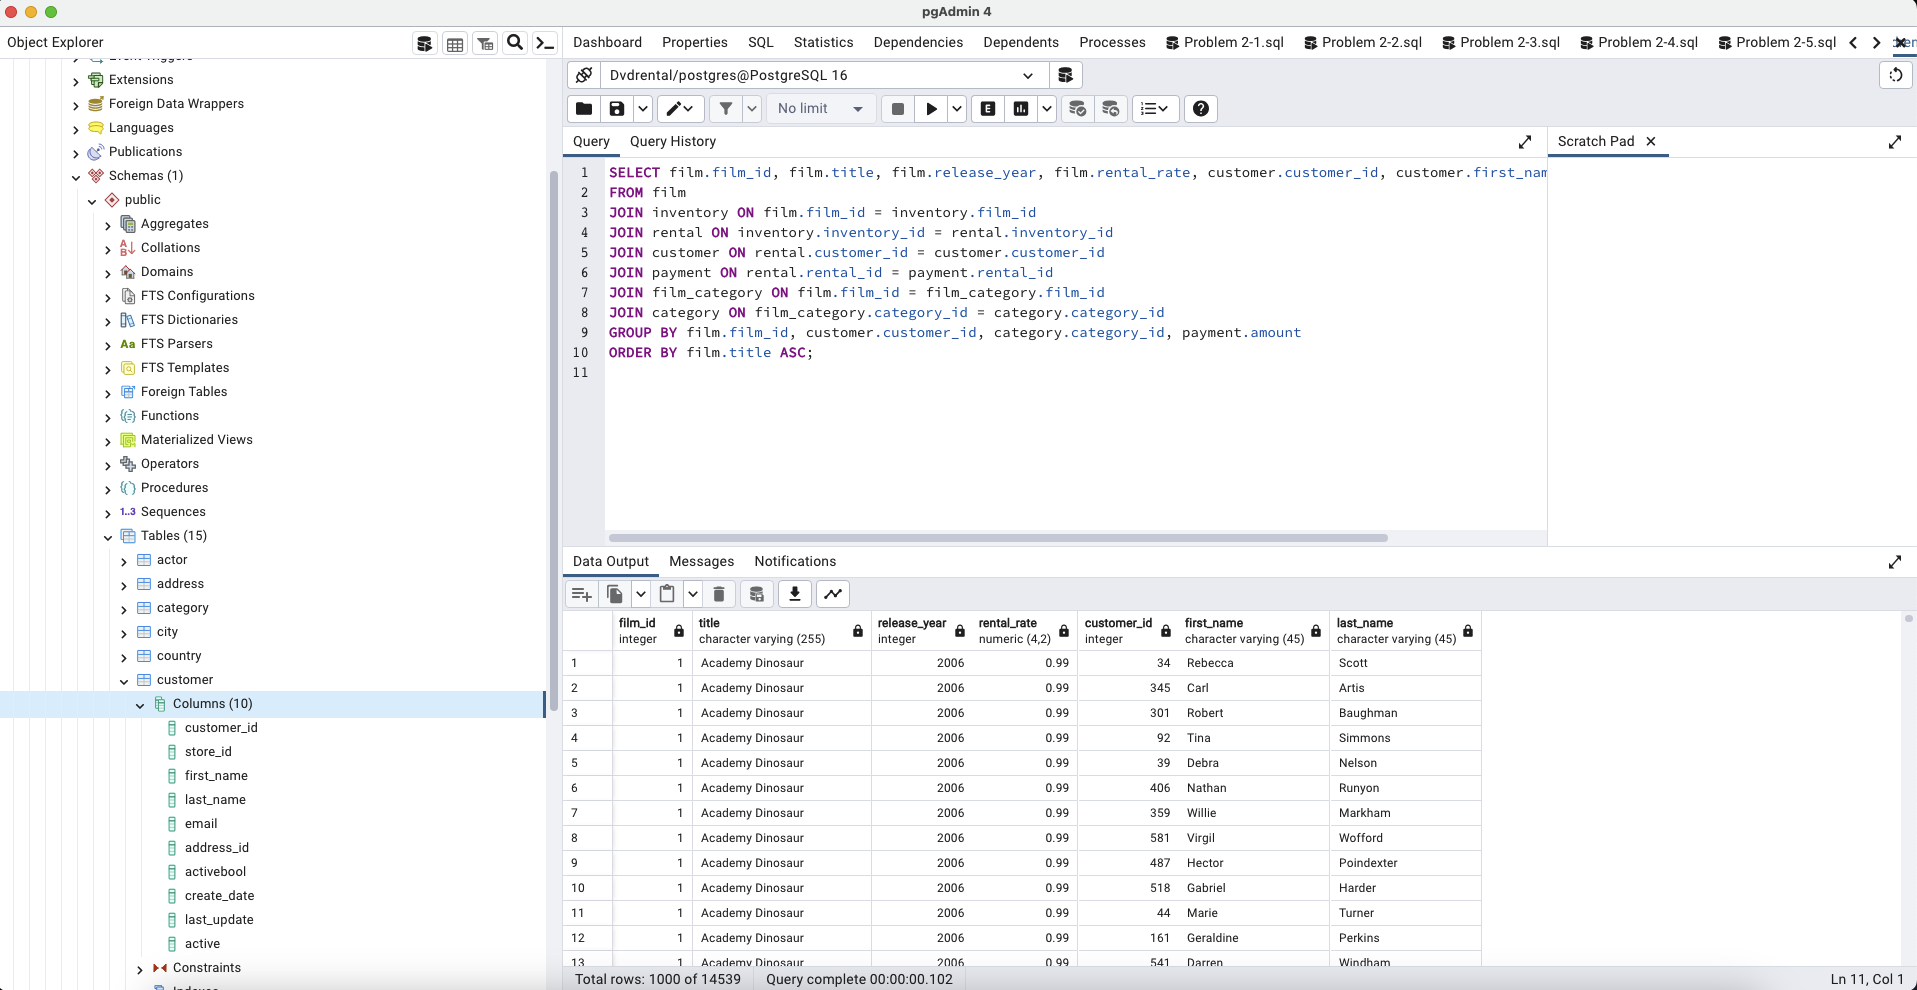 pgAdmin 4
Object Explorer
Dashboard Properties SQL Statistics Dependencies Dependents Processes Problem 2-1.sql Problem 2-2.sql Problem 2-3.sql Problem 2-4.sql Problem 2-5.sql
Event Triggers
Extensions
Foreign Data Wrappers
Languages
Publications
Schemas (1)
public
Aggregates
Collations
Domains
FTS Configurations
FTS Dictionaries
Aa FTS Parsers
FTS Templates
Foreign Tables
Functions
Materialized Views
Operators
Procedures
1..3 Sequences
Tables (15)
actor
address
category
city
country
customer
Columns (10)
customer_id
store_id
first_name
last_name
email
address_id
activebool
create_date
last_update
active
Constraints
Indexes
Dvdrental/postgres@PostgreSQL 16
No limit
E
Query Query History
Scratch Pad
1 SELECT film.film_id, film.title, film.release_year, film.rental_rate, customer.customer_id, customer.first_nam
2 FROM film
3 JOIN inventory ON film.film_id = inventory.film_id
4 JOIN rental ON inventory.inventory_id = rental.inventory_id
5 JOIN customer ON rental.customer_id = customer.customer_id
6 JOIN payment ON rental.rental_id = payment.rental_id
7 JOIN film_category ON film.film_id = film_category.film_id
8 JOIN category ON film_category.category_id = category.category_id
9 GROUP BY film.film_id, customer.customer_id, category.category_id, payment.amount
10 ORDER BY film.title ASC;
11
Data Output Messages Notifications
film_id title release_year rental_rate customer_id first_name last_name
integer character varying (255) integer numeric (4,2) integer character varying (45) character varying (45)
1 1 Academy Dinosaur 2006 0.99 34 Rebecca Scott
2 1 Academy Dinosaur 2006 0.99 345 Carl Artis
3 1 Academy Dinosaur 2006 0.99 301 Robert Baughman
4 1 Academy Dinosaur 2006 0.99 92 Tina Simmons
5 1 Academy Dinosaur 2006 0.99 39 Debra Nelson
6 1 Academy Dinosaur 2006 0.99 406 Nathan Runyon
7 1 Academy Dinosaur 2006 0.99 359 Willie Markham
8 1 Academy Dinosaur 2006 0.99 581 Virgil Wofford
9 1 Academy Dinosaur 2006 0.99 487 Hector Poindexter
10 1 Academy Dinosaur 2006 0.99 518 Gabriel Harder
11 1 Academy Dinosaur 2006 0.99 44 Marie Turner
12 1 Academy Dinosaur 2006 0.99 161 Geraldine Perkins
13 1 Academy Dinosaur 2006 0.99 541 Darren Windham
Total rows: 1000 of 14539 Query complete 00:00:00.102
Ln 11, Col 1